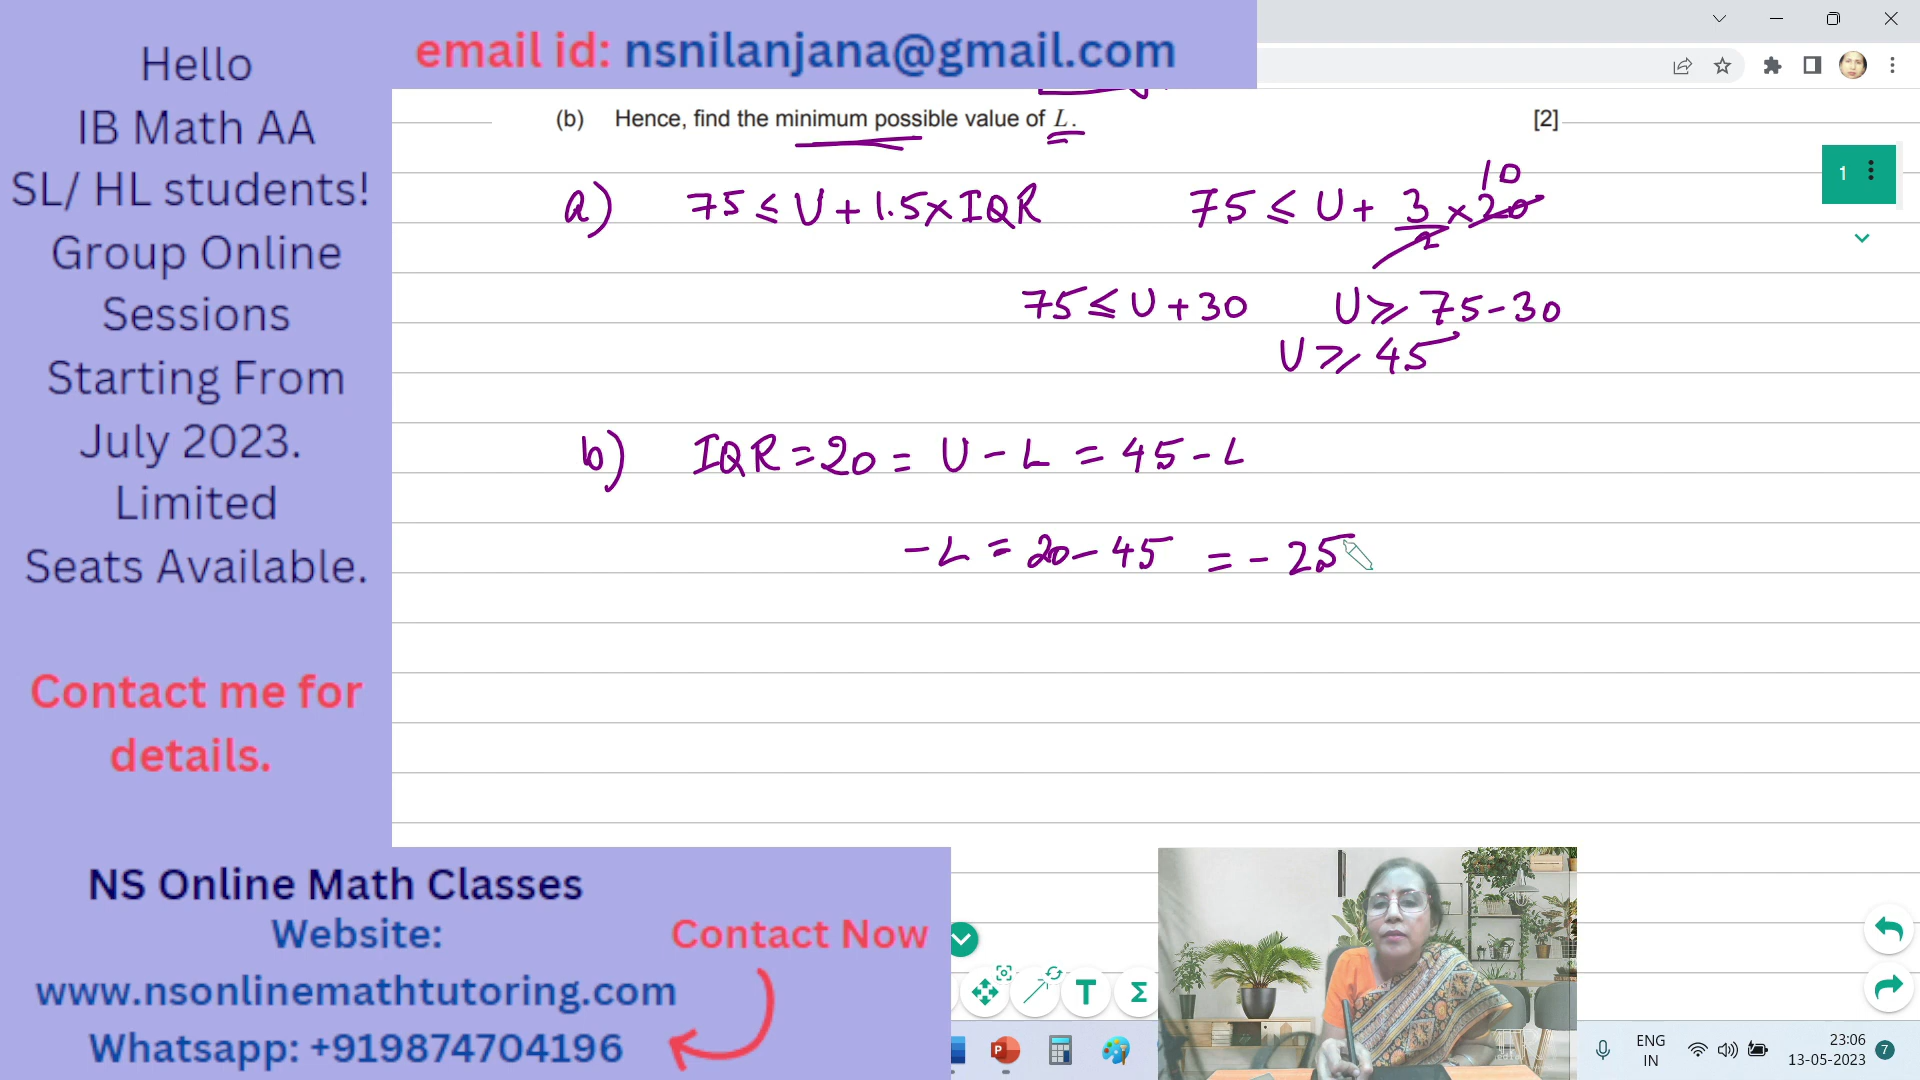 Hello
IB Math AA
SL/ HL students!
Group Online
Sessions
Starting From
July 2023.
Limited
Seats Available.
Contact me for
details.
email id: nsnilanjana@gmail.com
(b) Hence, find the minimum possible value of L. [2]
a) 75 ≤ U + 1.5 × IQR 75 ≤ U + 3/2 × 20 10
75 ≤ U + 30 U ≥ 75 - 30
U ≥ 45
b) IQR = 20 = U - L = 45 - L
-L = 20 - 45 = -25
1
NS Online Math Classes
Website:
www.nsonlinemathtutoring.com
Whatsapp: +919874704196
Contact Now
T
Σ
P
ENG
IN
23:06
13-05-2023
7